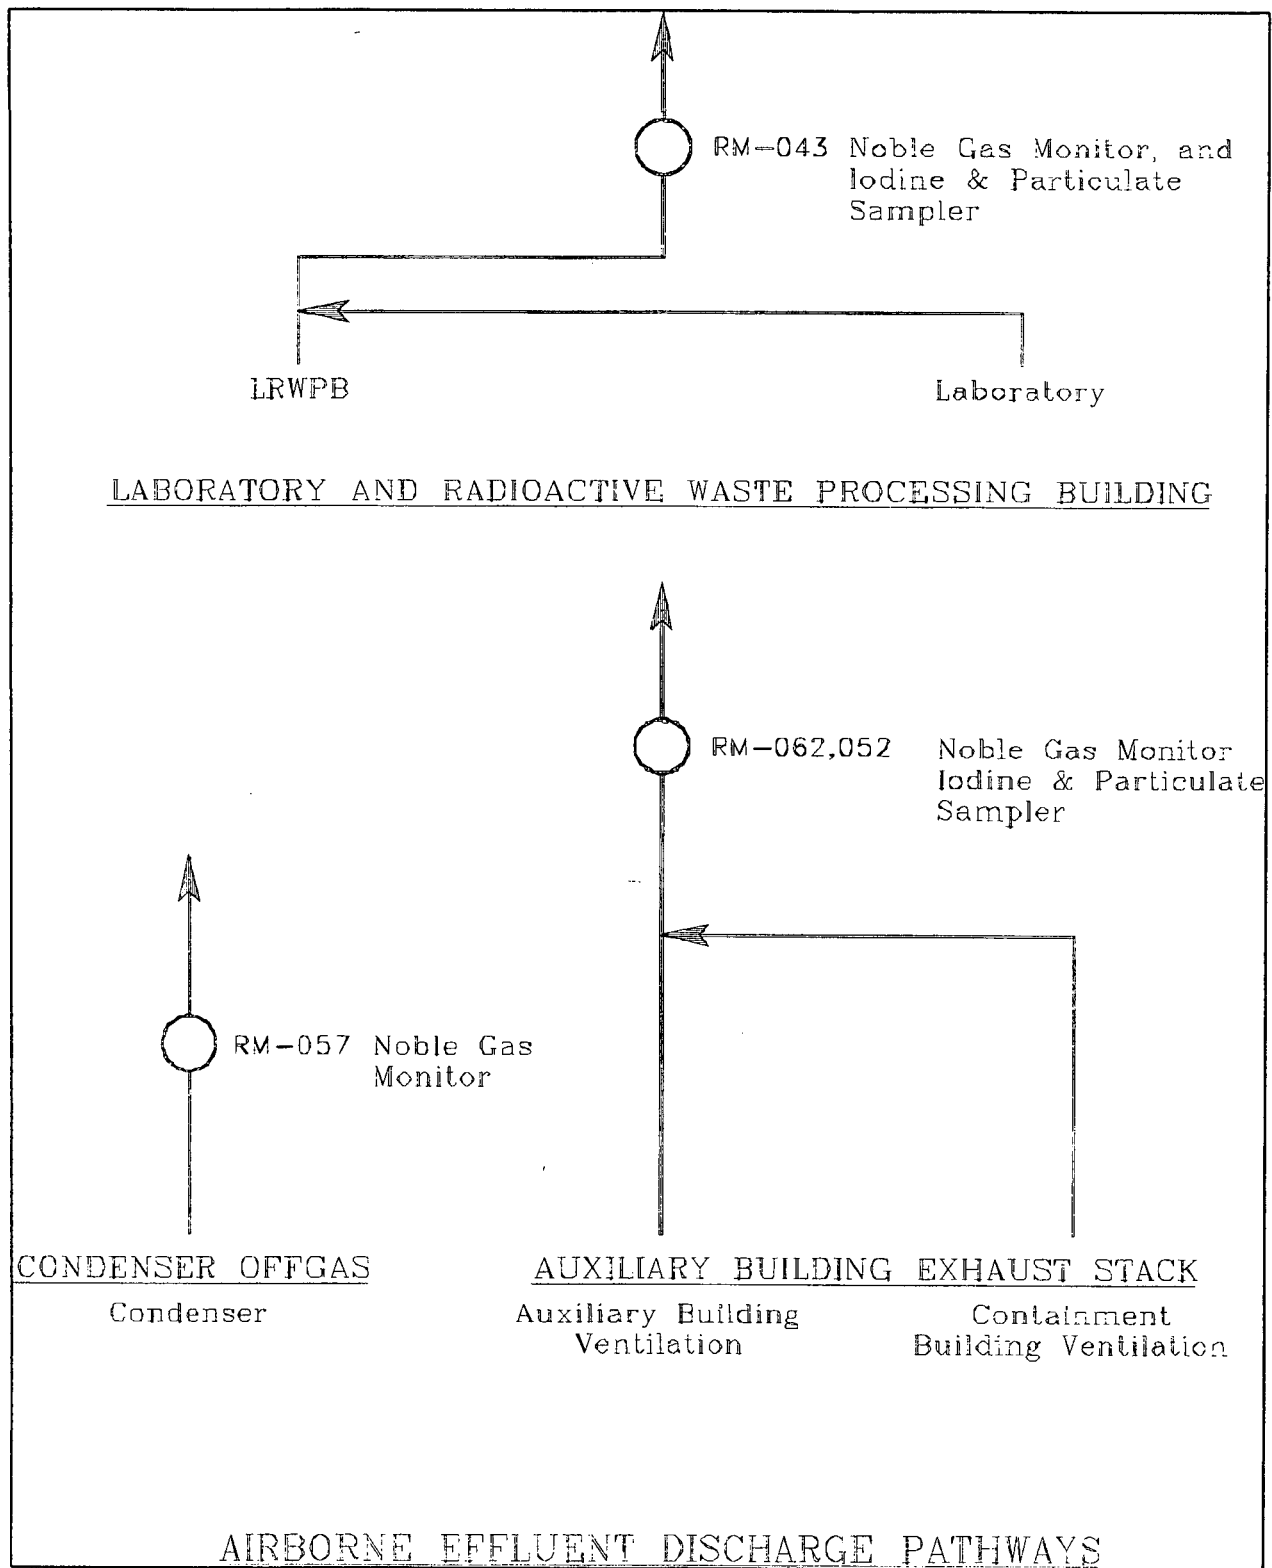 RM-043 Noble Gas Monitor, and
Iodine & Particulate
Sampler
LRWPB
Laboratory
LABORATORY AND RADIOACTIVE WASTE PROCESSING BUILDING
RM-062,052 Noble Gas Monitor
Iodine & Particulate
Sampler
RM-057 Noble Gas
Monitor
CONDENSER OFFGAS
Condenser
AUXILIARY BUILDING EXHAUST STACK
Auxiliary Building
Ventilation
Containment
Building Ventilation
AIRBORNE EFFLUENT DISCHARGE PATHWAYS